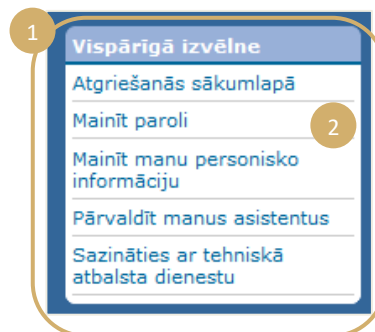 1
Vispārīgā izvēlne
Atgriešanās sākumlapā
Mainīt paroli
2
Mainīt manu personisko
informāciju
Pārvaldīt manus asistentus
Sazināties ar tehniskā
atbalsta dienestu